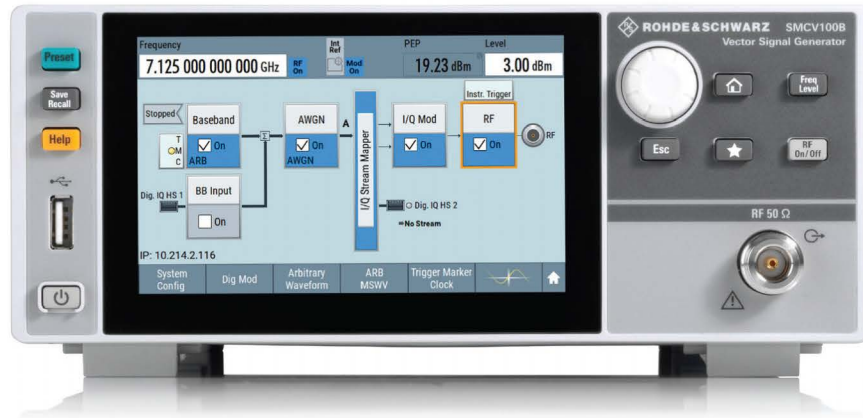 ROHDE & SCHWARZ SMCV100B
Vector Signal Generator
Preset
Save
Recall
Help
Frequency
7.125 000 000 000 GHz
RF
On
Int
Ref
Mod
On
PEP
19.23 dBm
Level
3.00 dBm
Stopped
Baseband
T
M
C
On
ARB
AWGN
On
AWGN
A
I/Q Stream Mapper
I/Q Mod
On
Instr. Trigger
RF
On
RF
Dig. IQ HS 1
BB Input
On
Dig. IQ HS 2
No Stream
IP: 10.214.2.116
System
Config
Dig Mod
Arbitrary
Waveform
ARB
MSWV
Trigger Marker
Clock
Freq
Level
Esc
RF
On/Off
RF 50 Ω